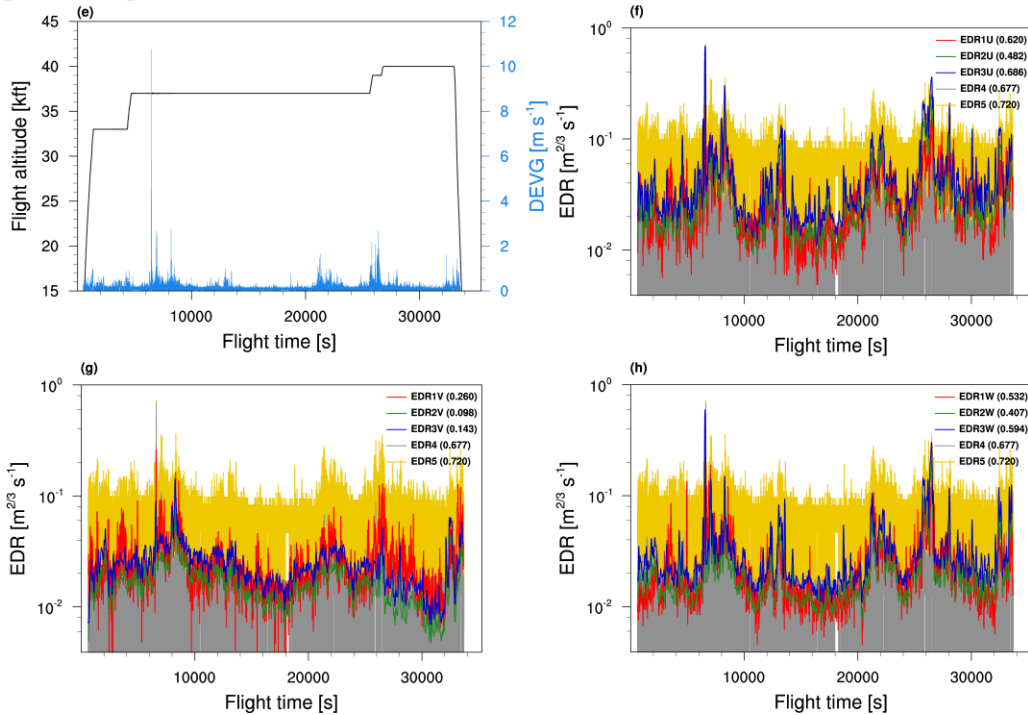 (e)
45
40
35
30
25
20
15
Flight altitude [kft]
12
10
8
6
4
2
0
DEVG [m s⁻¹]
10000 20000 30000
Flight time [s]
(f)
10⁰
10⁻¹
10⁻²
EDR [m²/³ s⁻¹]
EDR1U (0.620)
EDR2U (0.482)
EDR3U (0.686)
EDR4 (0.677)
EDR5 (0.720)
10000 20000 30000
Flight time [s]
(g)
10⁰
10⁻¹
10⁻²
EDR [m²/³ s⁻¹]
EDR1V (0.260)
EDR2V (0.098)
EDR3V (0.143)
EDR4 (0.677)
EDR5 (0.720)
10000 20000 30000
Flight time [s]
(h)
10⁰
10⁻¹
10⁻²
EDR [m²/³ s⁻¹]
EDR1W (0.532)
EDR2W (0.407)
EDR3W (0.594)
EDR4 (0.677)
EDR5 (0.720)
10000 20000 30000
Flight time [s]